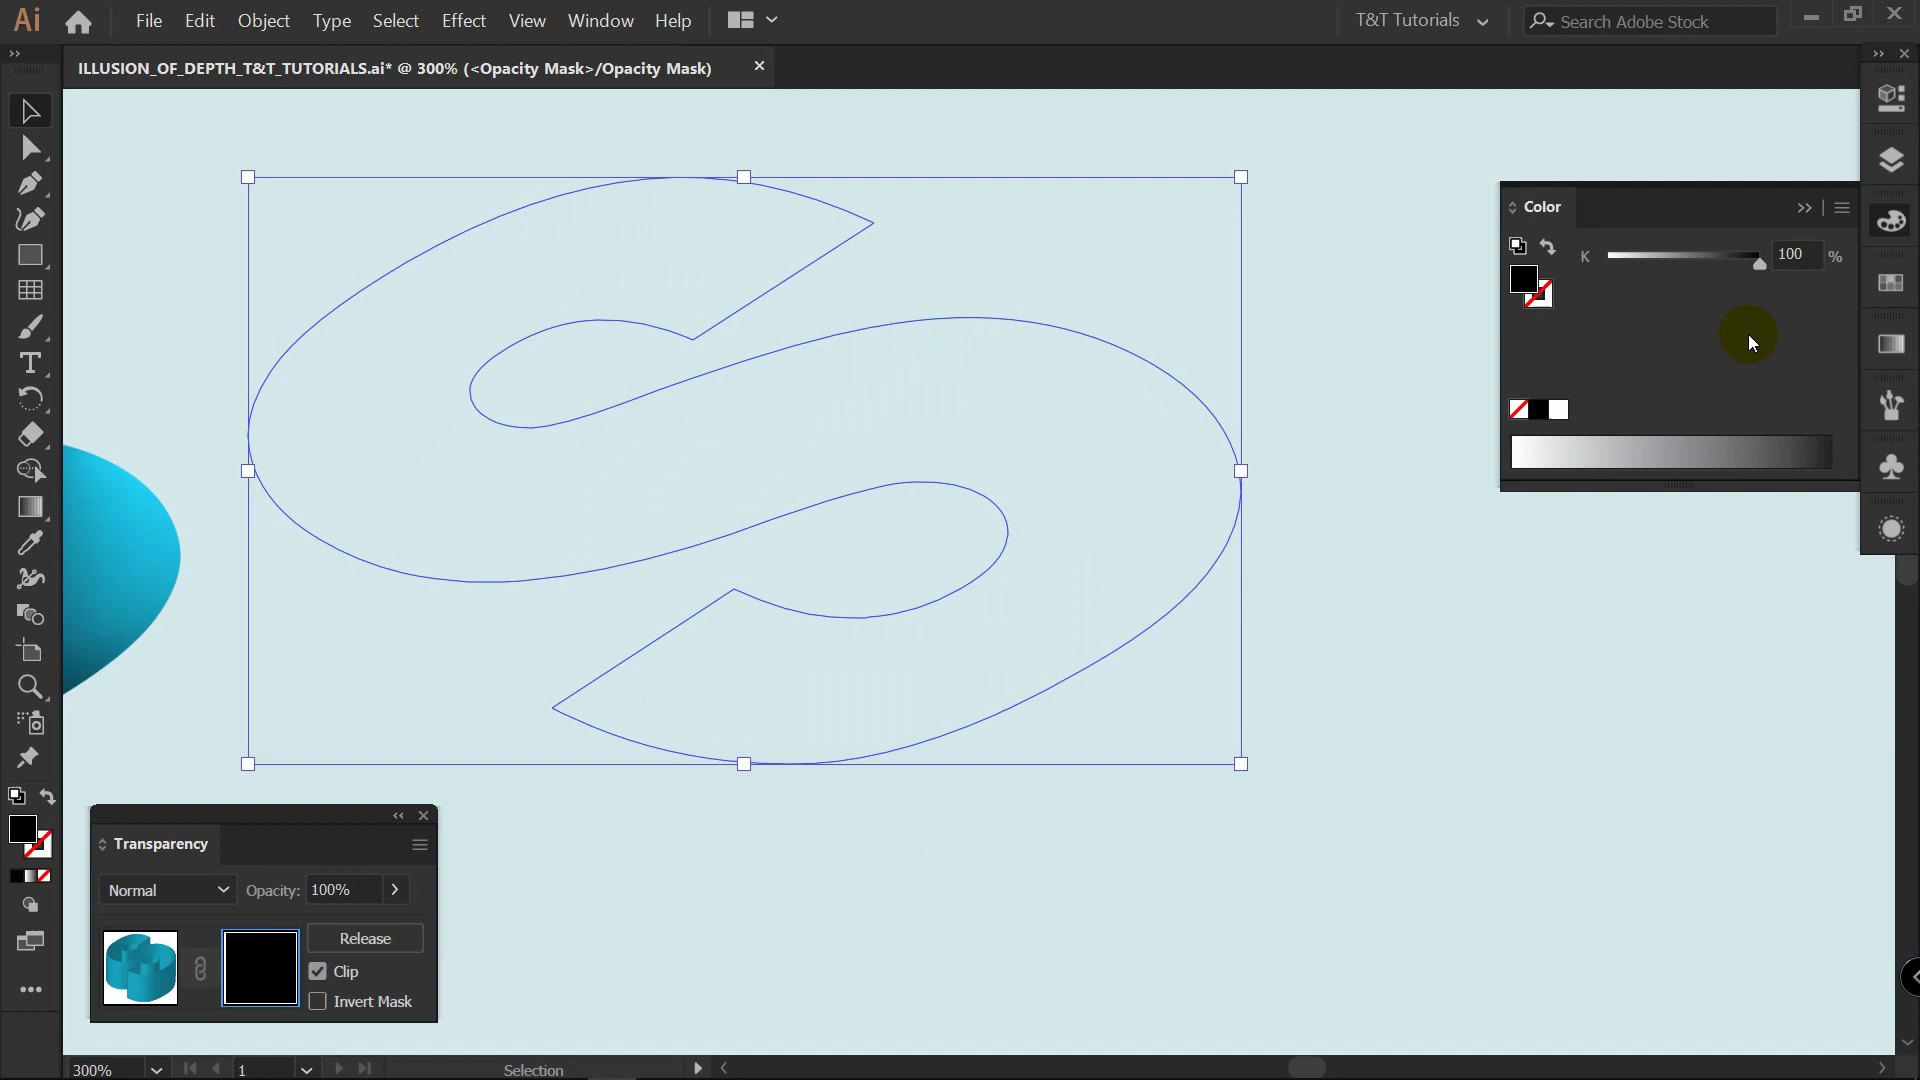 Ai File Edit Object Type Select Effect View Window Help T&T Tutorials Search Adobe Stock
ILLUSION_OF_DEPTH_T&T_TUTORIALS.ai* @ 300% (<Opacity Mask>/Opacity Mask)
Color
K 100 %
Transparency
Normal Opacity: 100%
Release
Clip
Invert Mask
300% 1 Selection